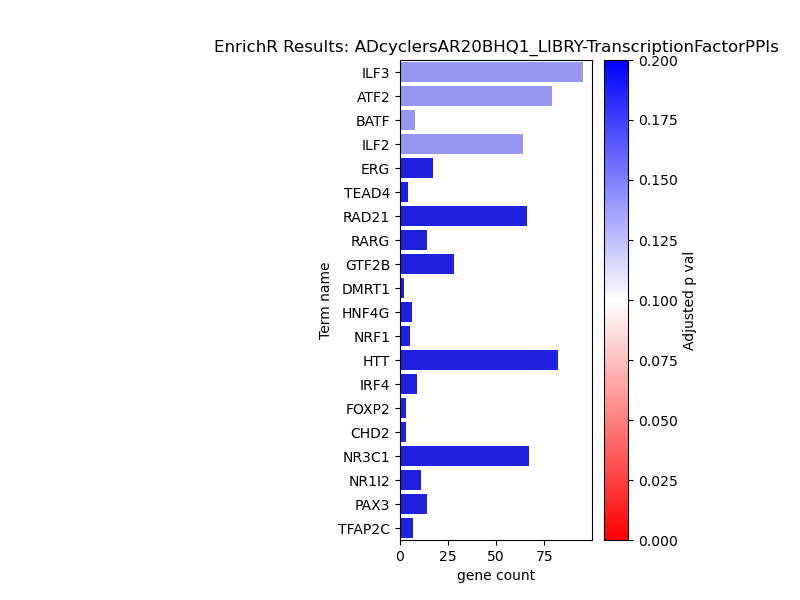 EnrichR Results: ADcyclersAR20BHQ1_LIBRY-TranscriptionFactorPPIs
ILF3
ATF2
BATF
ILF2
ERG
TEAD4
RAD21
RARG
GTF2B
DMRT1
HNF4G
NRF1
HTT
IRF4
FOXP2
CHD2
NR3C1
NR1I2
PAX3
TFAP2C
Term name
0 25 50 75
gene count
0.200
0.175
0.150
0.125
0.100
0.075
0.050
0.025
0.000
Adjusted p val